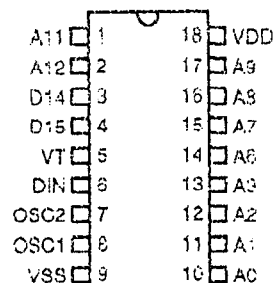 A11 1 18 VDD
A12 2 17 A9
D14 3 16 A8
D15 4 15 A7
VT 5 14 A6
DIN 6 13 A3
OSC2 7 12 A2
OSC1 8 11 A1
VSS 9 10 A0